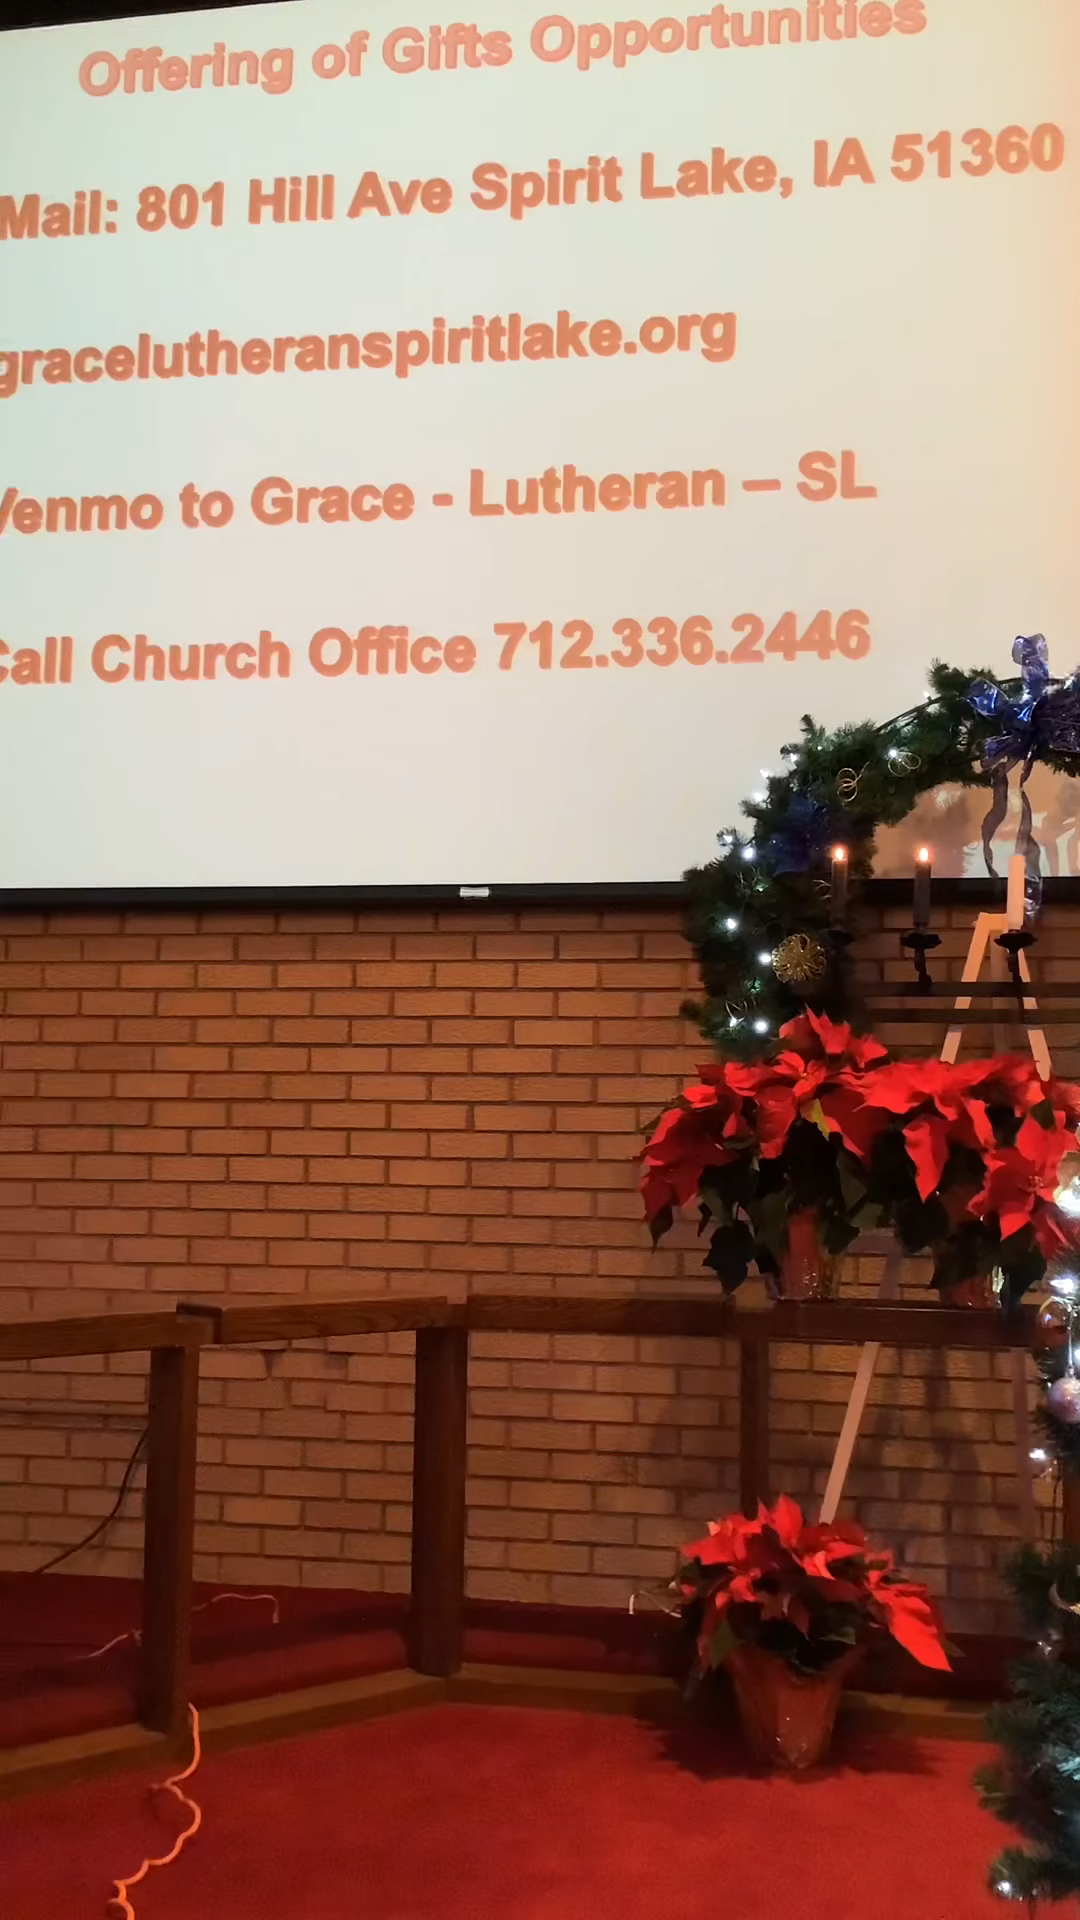 Offering of Gifts Opportunities
Mail: 801 Hill Ave Spirit Lake, IA 51360
gracelutheranspiritlake.org
Venmo to Grace - Lutheran – SL
Call Church Office 712.336.2446